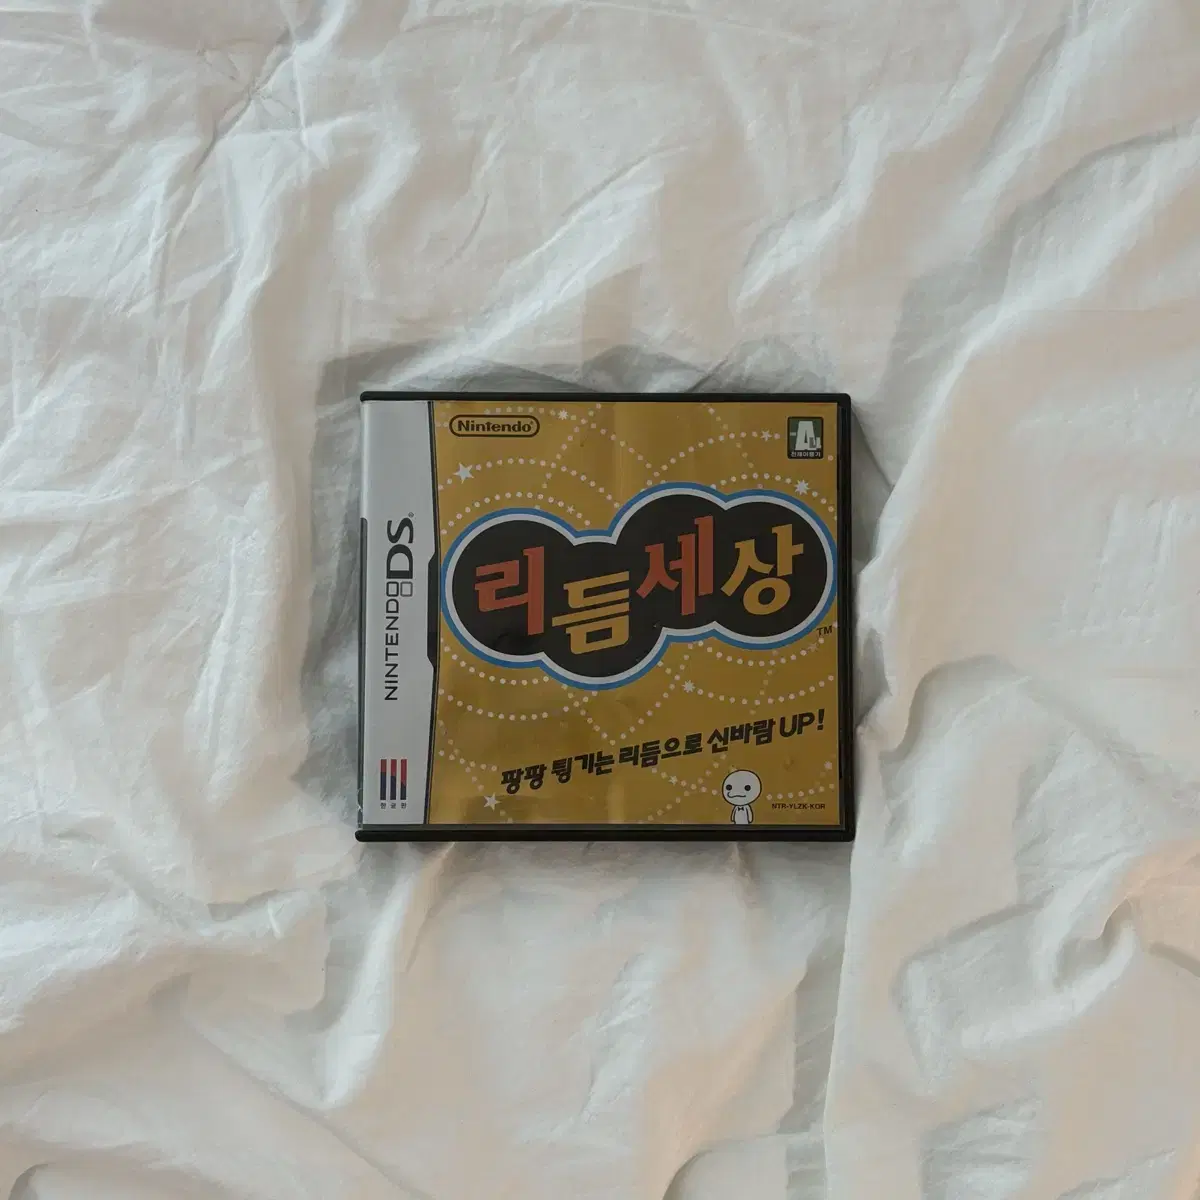 Nintendo®
전체이용가
NINTENDO DS®
리듬세상
TM
팡팡 튕기는 리듬으로 신바람 UP!
한글판
NTR-YLZK-KOR